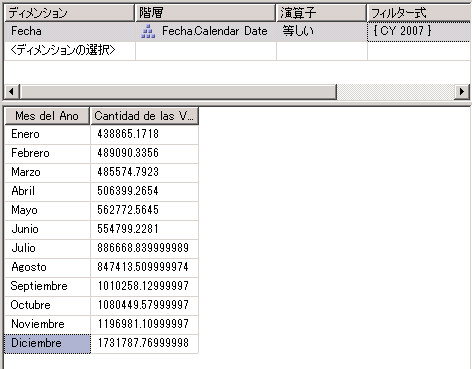 ディメンション 階層 演算子 フィルター式
Fecha Fecha.Calendar Date 等しい { CY 2007 }
<ディメンションの選択>
Mes del Ano Cantidad de las V...
Enero 438865.1718
Febrero 489090.3356
Marzo 485574.7923
Abril 506399.2654
Mayo 562772.5645
Junio 554799.2281
Julio 886668.839999989
Agosto 847413.509999974
Septiembre 1010258.12999997
Octubre 1080449.57999997
Noviembre 1196981.10999997
Diciembre 1731787.76999998